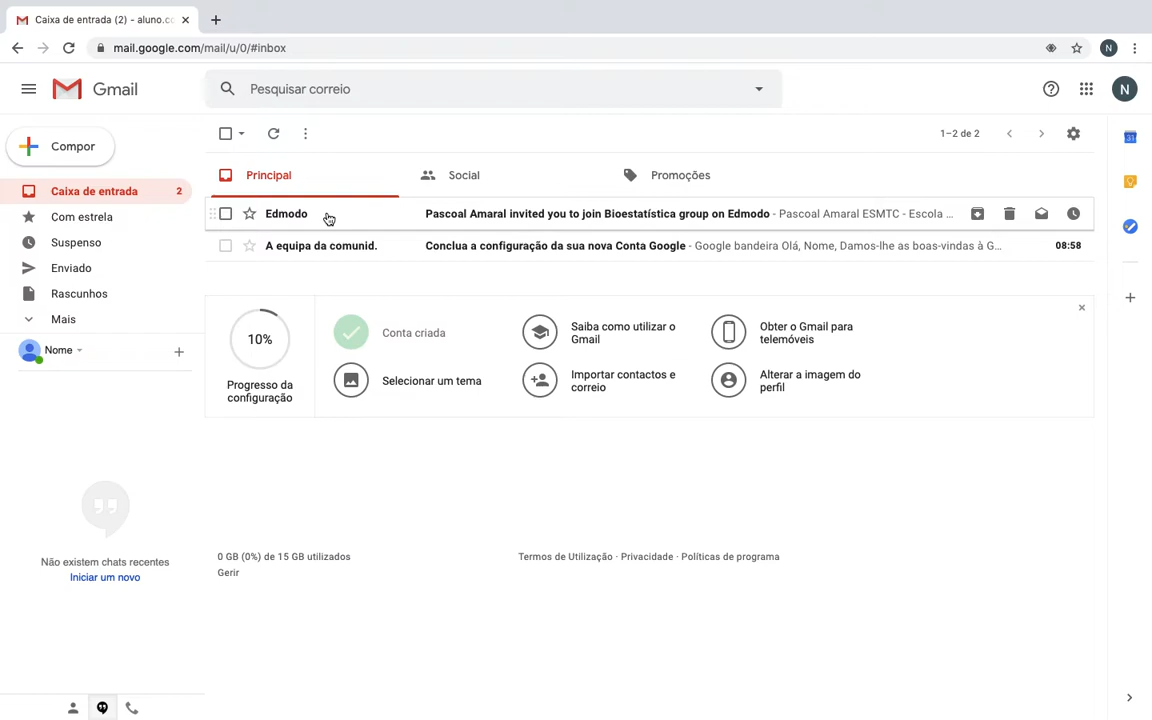 Caixa de entrada (2) - aluno.cc
mail.google.com/mail/u/0/#inbox
N
Gmail
Pesquisar correio
N
Compor
1–2 de 2
31
Caixa de entrada 2
Com estrela
Suspenso
Enviado
Rascunhos
Mais
Nome
Principal
Social
Promoções
Edmodo
Pascoal Amaral invited you to join Bioestatística group on Edmodo - Pascoal Amaral ESMTC - Escola ...
A equipa da comunid.
Conclua a configuração da sua nova Conta Google - Google bandeira Olá, Nome, Damos-lhe as boas-vindas à G...
08:58
10%
Progresso da
configuração
Conta criada
Saiba como utilizar o
Gmail
Obter o Gmail para
telemóveis
Selecionar um tema
Importar contactos e
correio
Alterar a imagem do
perfil
Não existem chats recentes
Iniciar um novo
0 GB (0%) de 15 GB utilizados
Gerir
Termos de Utilização · Privacidade · Políticas de programa